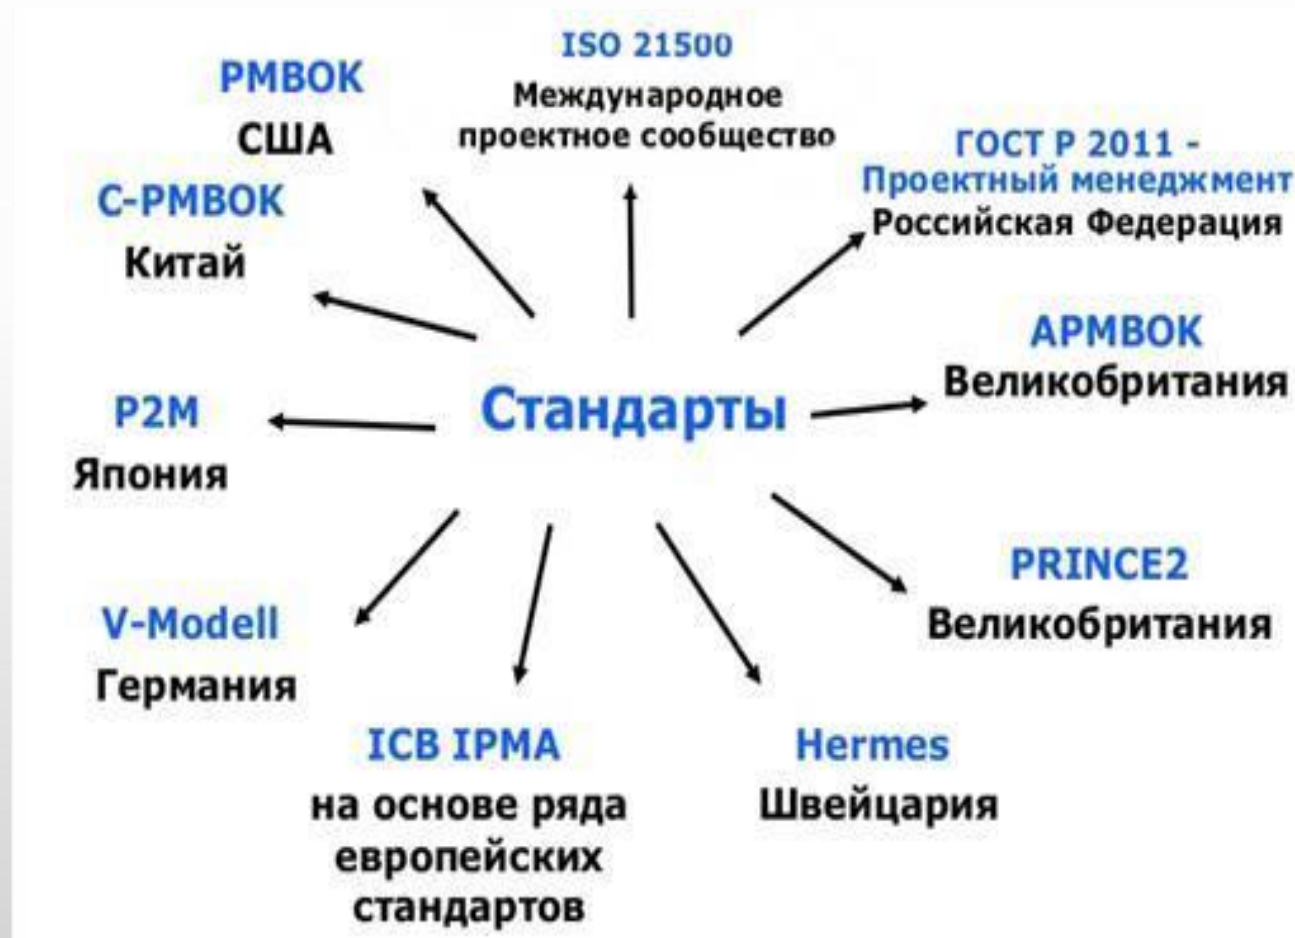 ISO 21500
Международное
проектное сообщество
PMBOK
США
ГОСТ Р 2011 -
Проектный менеджмент
Российская Федерация
C-PMBOK
Китай
APMBOK
Великобритания
Стандарты
P2M
Япония
PRINCE2
Великобритания
V-Modell
Германия
ICB IPMA
на основе ряда
европейских
стандартов
Hermes
Швейцария